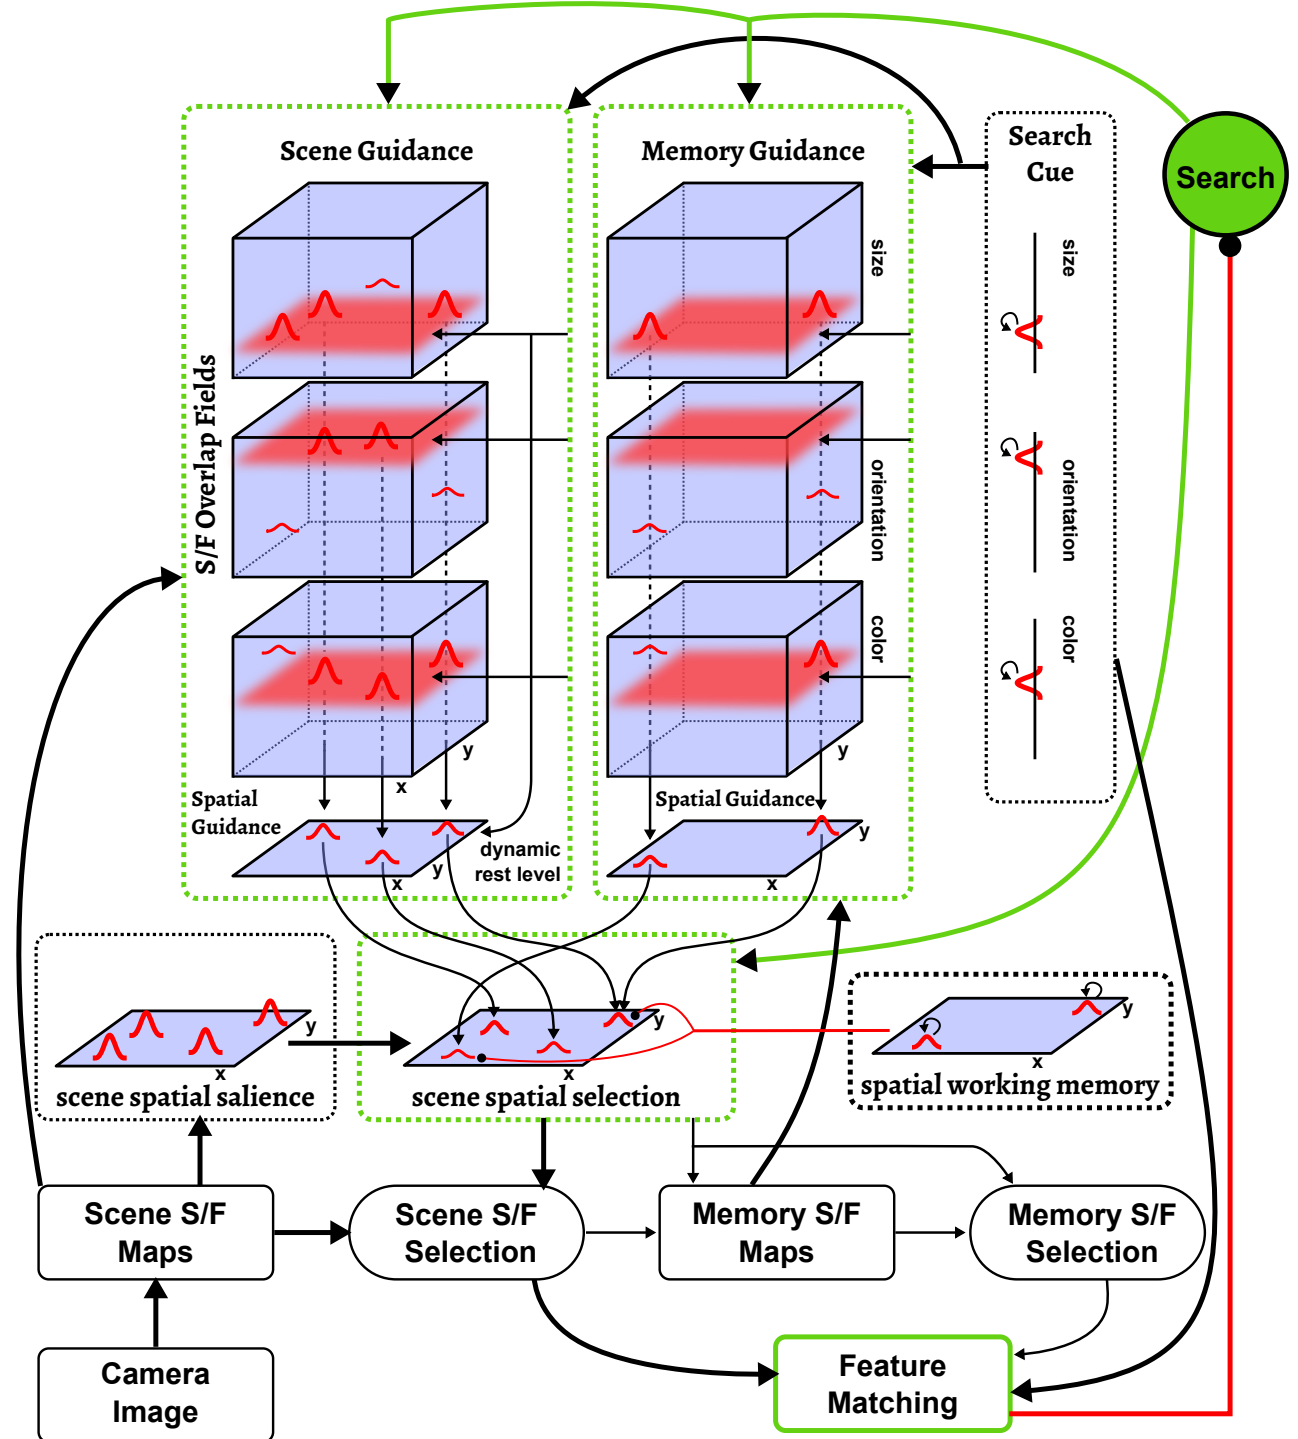 Scene Guidance
Memory Guidance
Search
Cue
Search
S/F Overlap Fields
size
size
orientation
orientation
color
color
y
x
y
Spatial
Guidance
Spatial Guidance
dynamic
rest level
y
x
y
x
y
x
scene spatial salience
y
x
scene spatial selection
y
x
spatial working memory
Scene S/F
Maps
Scene S/F
Selection
Memory S/F
Maps
Memory S/F
Selection
Camera
Image
Feature
Matching